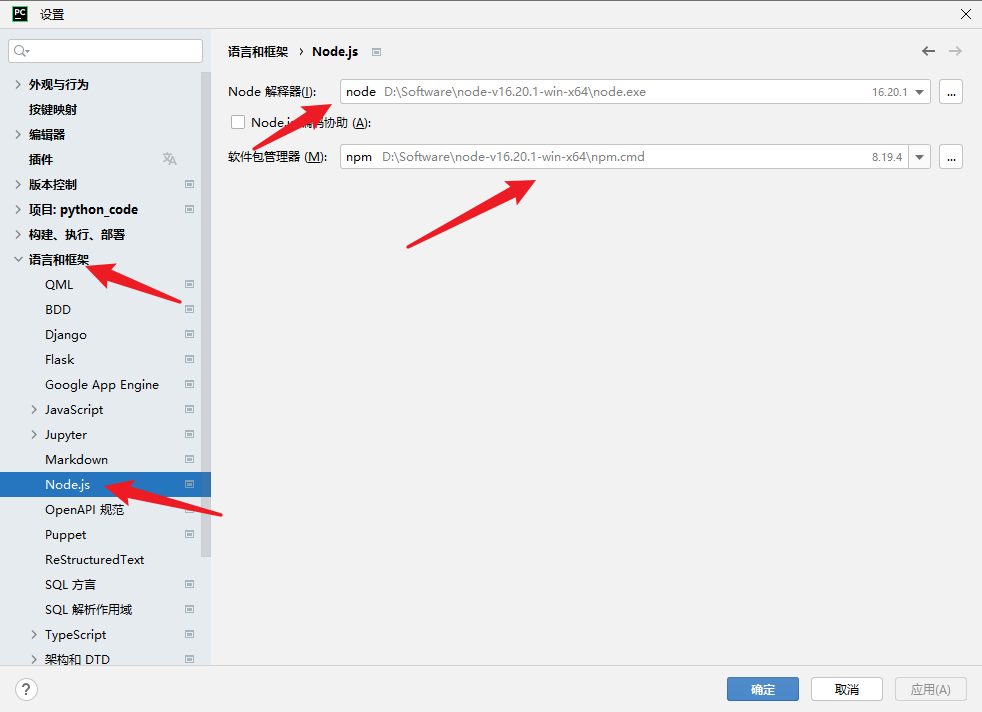 PC 设置
语言和框架 › Node.js
外观与行为
按键映射
编辑器
插件
版本控制
项目: python_code
构建、执行、部署
语言和框架
QML
BDD
Django
Flask
Google App Engine
JavaScript
Jupyter
Markdown
Node.js
OpenAPI 规范
Puppet
ReStructuredText
SQL 方言
SQL 解析作用域
TypeScript
架构和 DTD
Node 解释器(I): node D:\Software\node-v16.20.1-win-x64\node.exe 16.20.1 ...
Node.j 协助 (A):
软件包管理器 (M): npm D:\Software\node-v16.20.1-win-x64\npm.cmd 8.19.4 ...
? 确定 取消 应用(A)